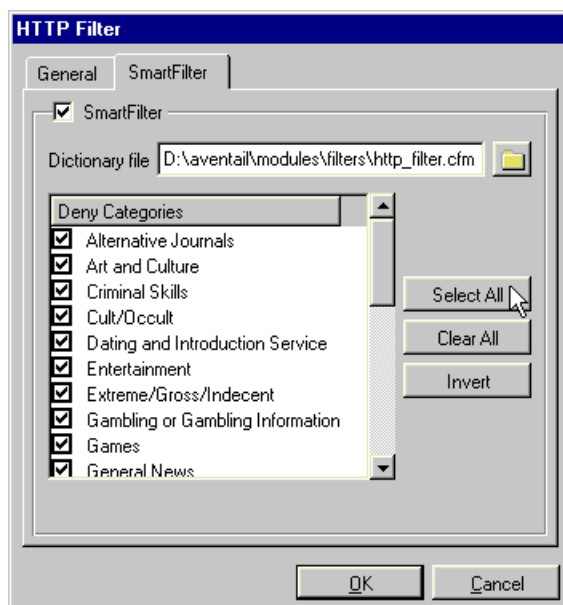 HTTP Filter
General SmartFilter
SmartFilter
Dictionary file D:\aventail\modules\filters\http_filter.cfm
Deny Categories
Alternative Journals
Art and Culture
Criminal Skills
Cult/Occult
Dating and Introduction Service
Entertainment
Extreme/Gross/Indecent
Gambling or Gambling Information
Games
General News
Select All
Clear All
Invert
OK Cancel